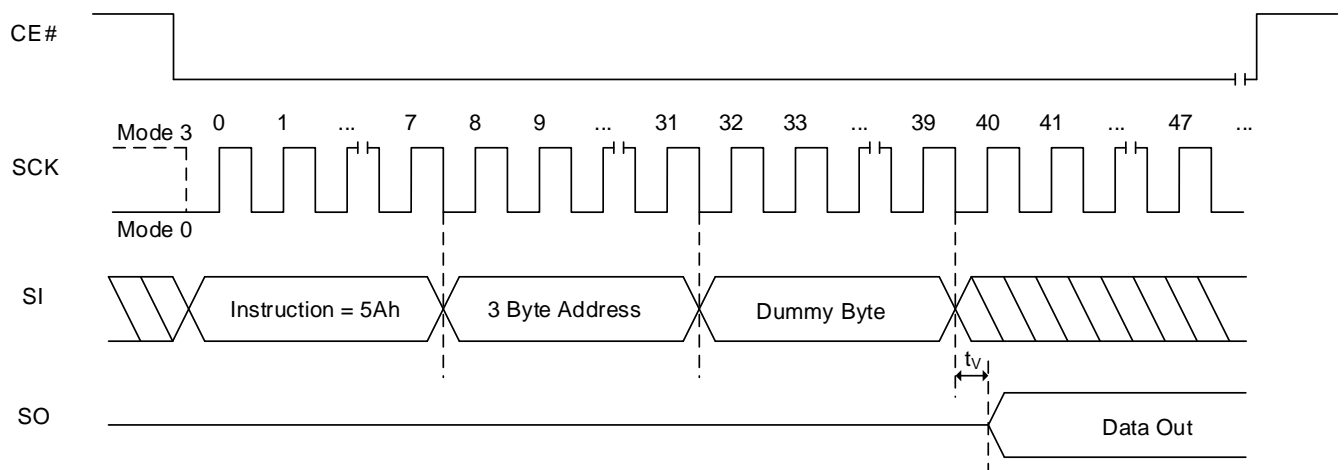 CE#
Mode 3 0 1 ... 7 8 9 ... 31 32 33 ... 39 40 41 ... 47 ...
SCK
Mode 0
SI Instruction = 5Ah 3 Byte Address Dummy Byte
tV
SO Data Out